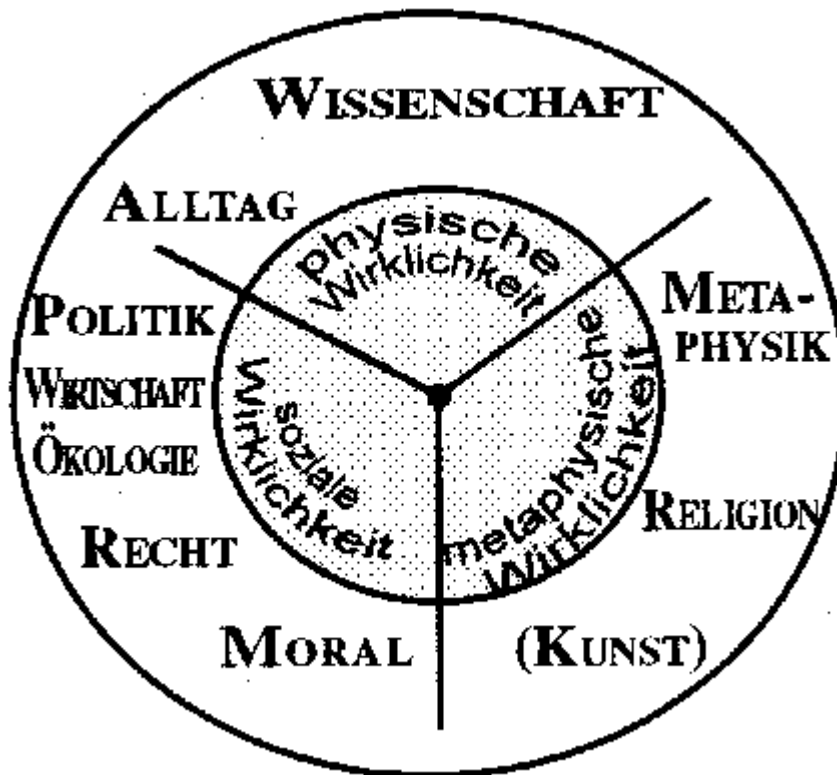 WISSENSCHAFT
ALLTAG
physische
Wirklichkeit
META-
PHYSIK
POLITIK
WIRTSCHAFT
ÖKOLOGIE
soziale
Wirklichkeit
metaphysische
Wirklichkeit
RELIGION
RECHT
MORAL
(KUNST)